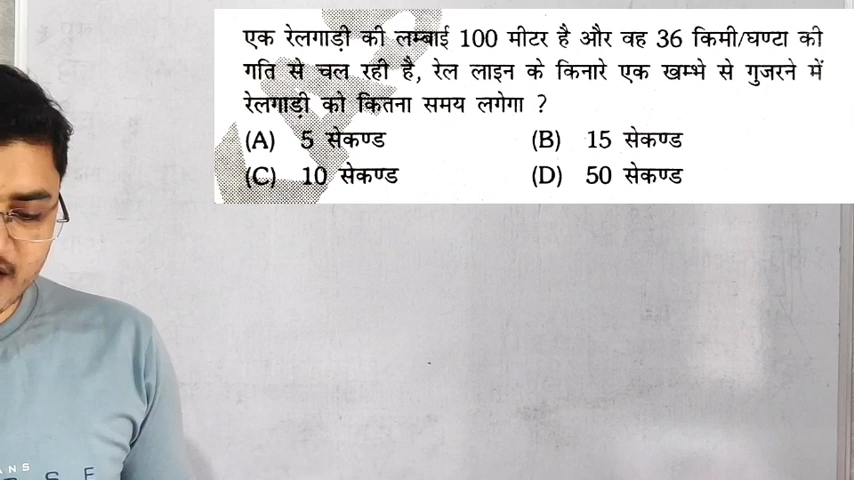 एक रेलगाड़ी की लम्बाई 100 मीटर है और वह 36 किमी/घण्टा की
गति से चल रही है, रेल लाइन के किनारे एक खम्भे से गुजरने में
रेलगाड़ी को कितना समय लगेगा ?
(A) 5 सेकण्ड (B) 15 सेकण्ड
(C) 10 सेकण्ड (D) 50 सेकण्ड